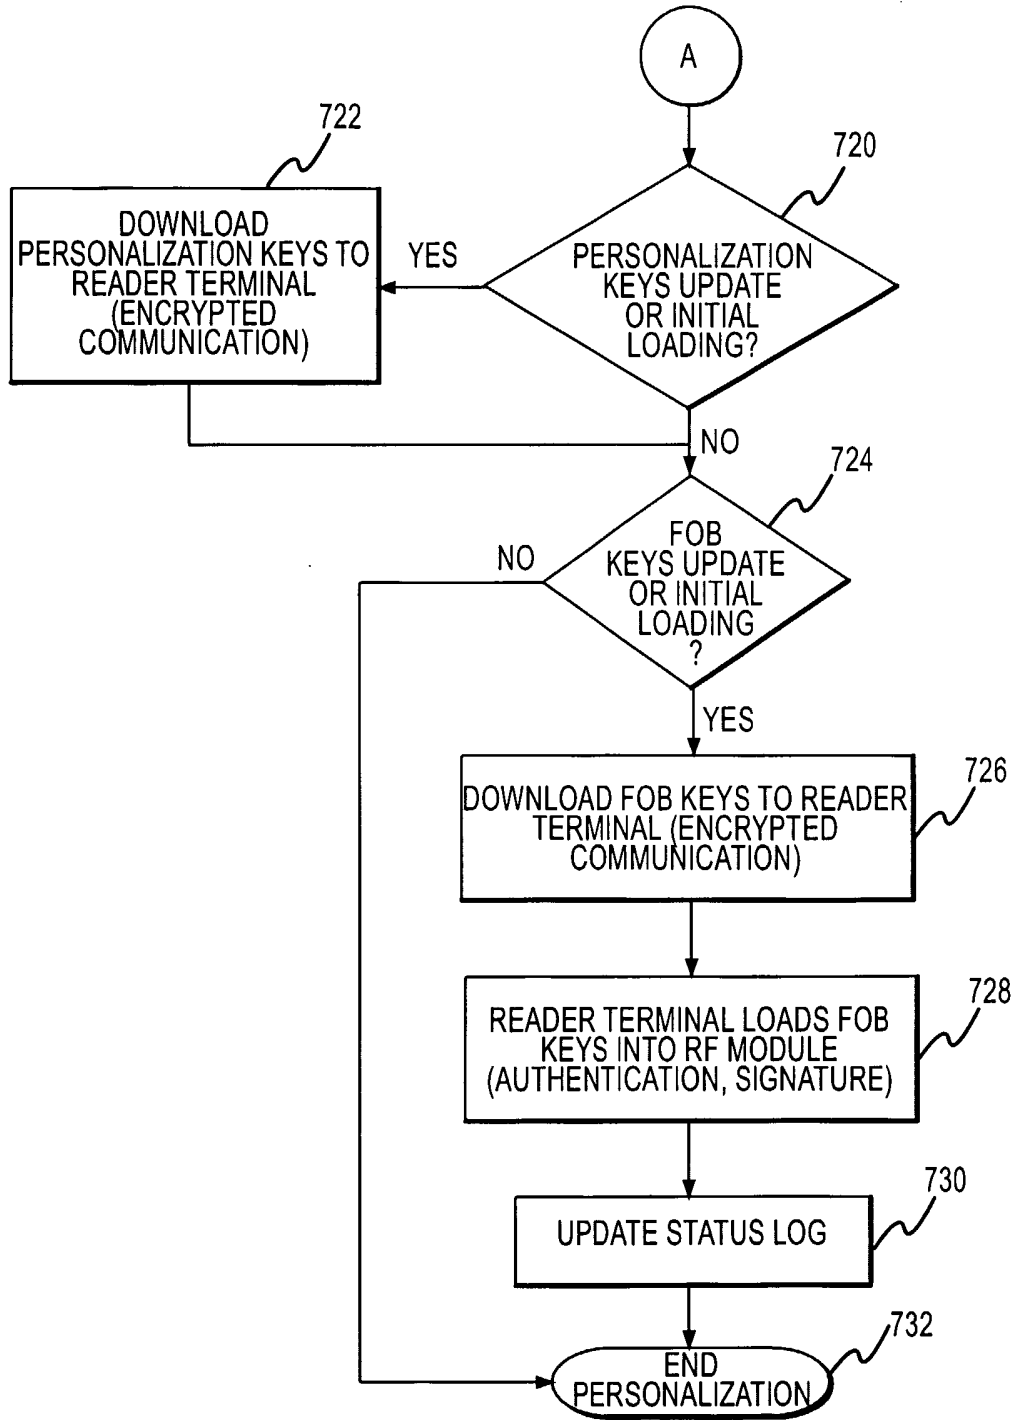 A
722
720
DOWNLOAD
PERSONALIZATION KEYS TO
READER TERMINAL
(ENCRYPTED
COMMUNICATION)
YES
PERSONALIZATION
KEYS UPDATE
OR INITIAL
LOADING?
NO
724
NO
FOB
KEYS UPDATE
OR INITIAL
LOADING
?
YES
726
DOWNLOAD FOB KEYS TO READER
TERMINAL (ENCRYPTED
COMMUNICATION)
728
READER TERMINAL LOADS FOB
KEYS INTO RF MODULE
(AUTHENTICATION, SIGNATURE)
730
UPDATE STATUS LOG
732
END
PERSONALIZATION